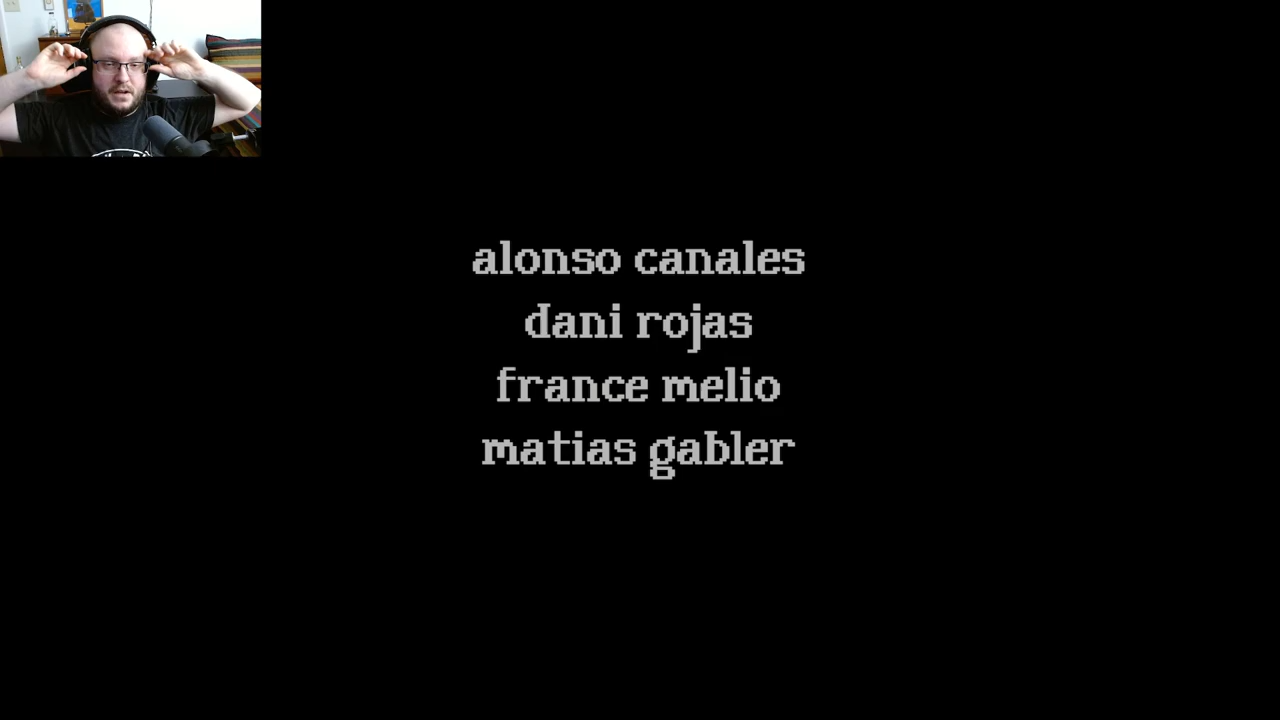 alonso canales
dani rojas
france melio
matias gabler